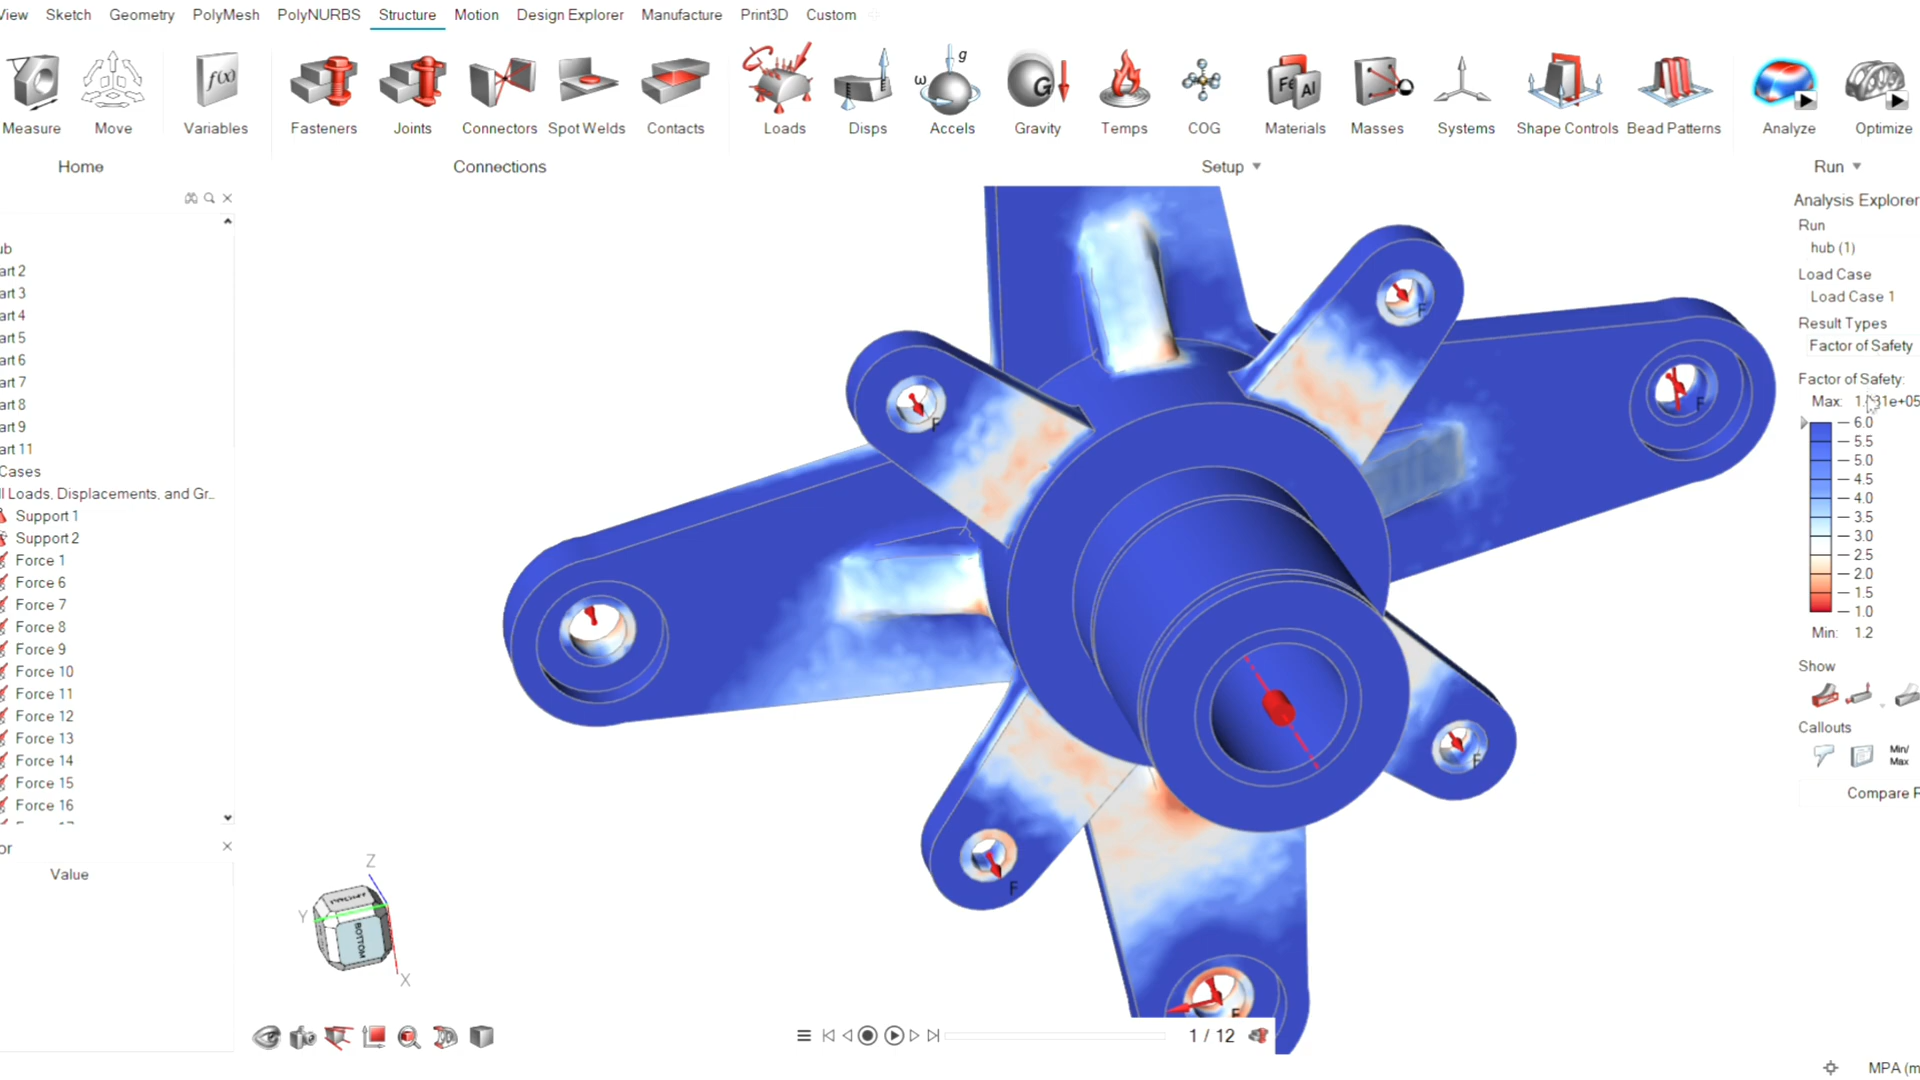 View Sketch Geometry PolyMesh PolyNURBS Structure Motion Design Explorer Manufacture Print3D Custom
f(x) ω g G Fe Al
Measure Move Variables Fasteners Joints Connectors Spot Welds Contacts Loads Disps Accels Gravity Temps COG Materials Masses Systems Shape Controls Bead Patterns Analyze Optimize
Home Connections Setup Run
ub
art 2
art 3
art 4
art 5
art 6
art 7
art 8
art 9
art 11
Cases
ll Loads, Displacements, and Gr...
Support 1
Support 2
Force 1
Force 6
Force 7
Force 8
Force 9
Force 10
Force 11
Force 12
Force 13
Force 14
Force 15
Force 16
or
Value
F
F
F
F
F
F
Z
Y
X
BOTTOM
1 / 12
Analysis Explorer
Run
hub (1)
Load Case
Load Case 1
Result Types
Factor of Safety
Factor of Safety:
Max:
6.0
5.5
5.0
4.5
4.0
3.5
3.0
2.5
2.0
1.5
1.0
Min: 1.2
Show
Callouts
Min/
Max
Compare
MPA (m